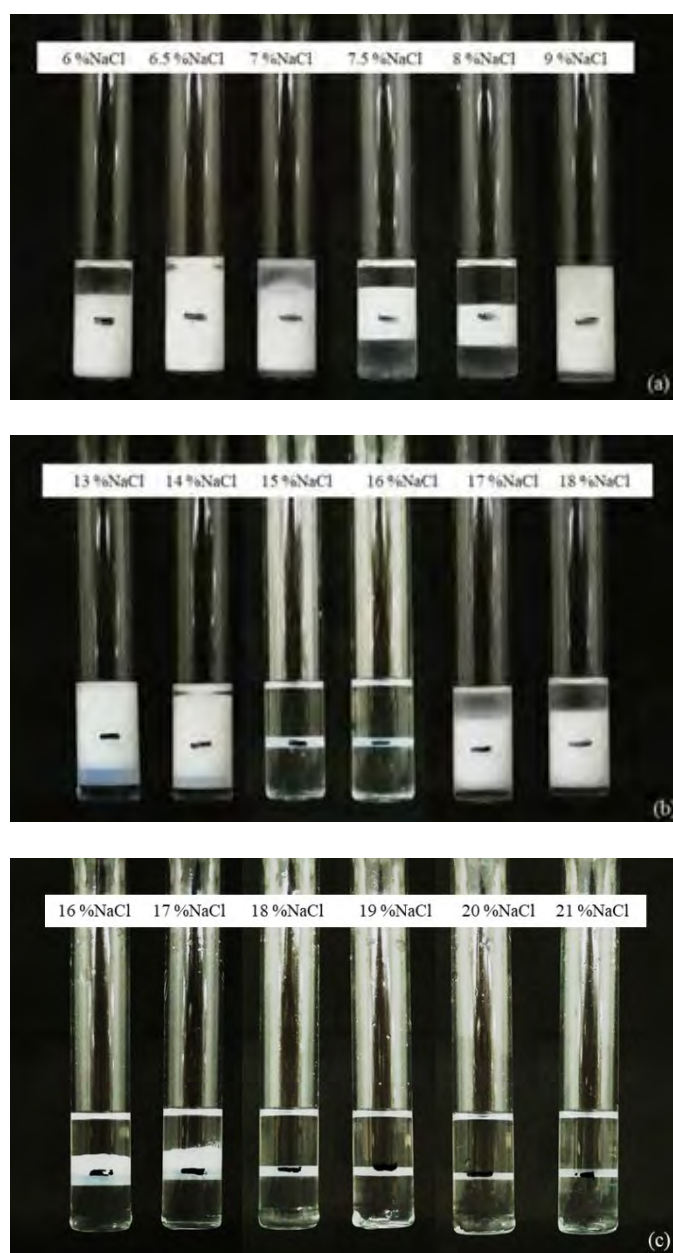 6 %NaCl 6.5 %NaCl 7 %NaCl 7.5 %NaCl 8 %NaCl 9 %NaCl
(a)
13 %NaCl 14 %NaCl 15 %NaCl 16 %NaCl 17 %NaCl 18 %NaCl
(b)
16 %NaCl 17 %NaCl 18 %NaCl 19 %NaCl 20 %NaCl 21 %NaCl
(c)